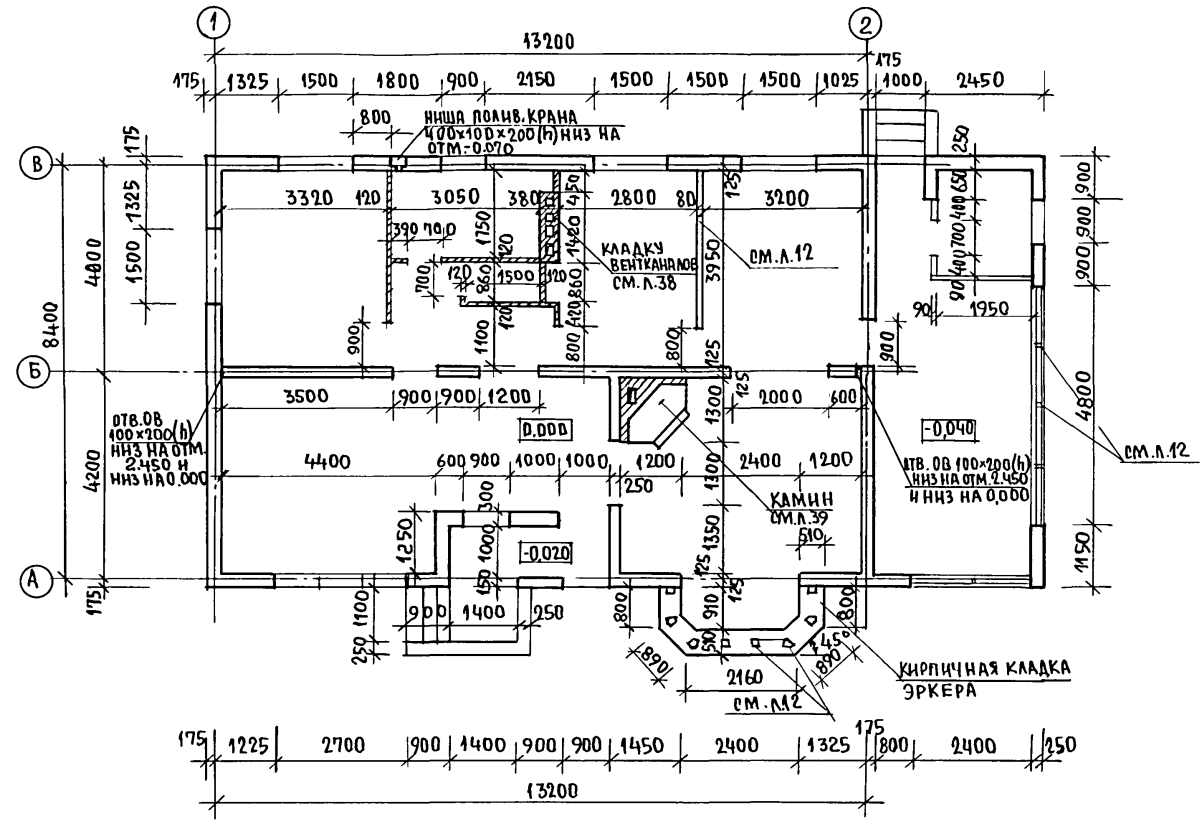 1
2
13200
175 1325 1500 1800 900 2150 1500 1500 1500 1025 175 1000 2450
800
НИША ПОЛИВ. КРАНА
400х100×200(h) НИЗ НА
ОТМ.-0.070
175
250
В
3320 120 3050 380 450 2800 80 125 3200
650
900
1325
390 700 1750 120 1420
400
900
КЛАДКУ
ВЕНТКАНАЛОВ
СМ.Л.38
СМ.Л.12
3950
700
4800
1500
700 120 860 1500 120 860
400
900
90
8400
120
420
90 1950
900
1100
800
800
125
900
Б
3500 900 900 1200
125
1300
2000 600
4800
ОТВ.ОВ
100×200(h)
НИЗ НА ОТМ.
2.450 И
НИЗ НА 0.000
0.000
-0,040
СМ.Л.12
4400 600 900 1000 1000 1200 2400 1200
250
1300
ОТВ. ОВ 100×200(h)
НИЗ НА ОТМ. 2.450
И НИЗ НА 0,000
4200
300
КАМИН
СМ.Л.39
510
1250
1000
1350
-0,020
1150
А
150
125
125
175
1100
900 1400 250
800
910
800
250
510
45°
890
890
2160
СМ.Л.12
КИРПИЧНАЯ КЛАДКА
ЭРКЕРА
175 1225 2700 900 1400 900 900 1450 2400 1325 175 800 2400 250
13200